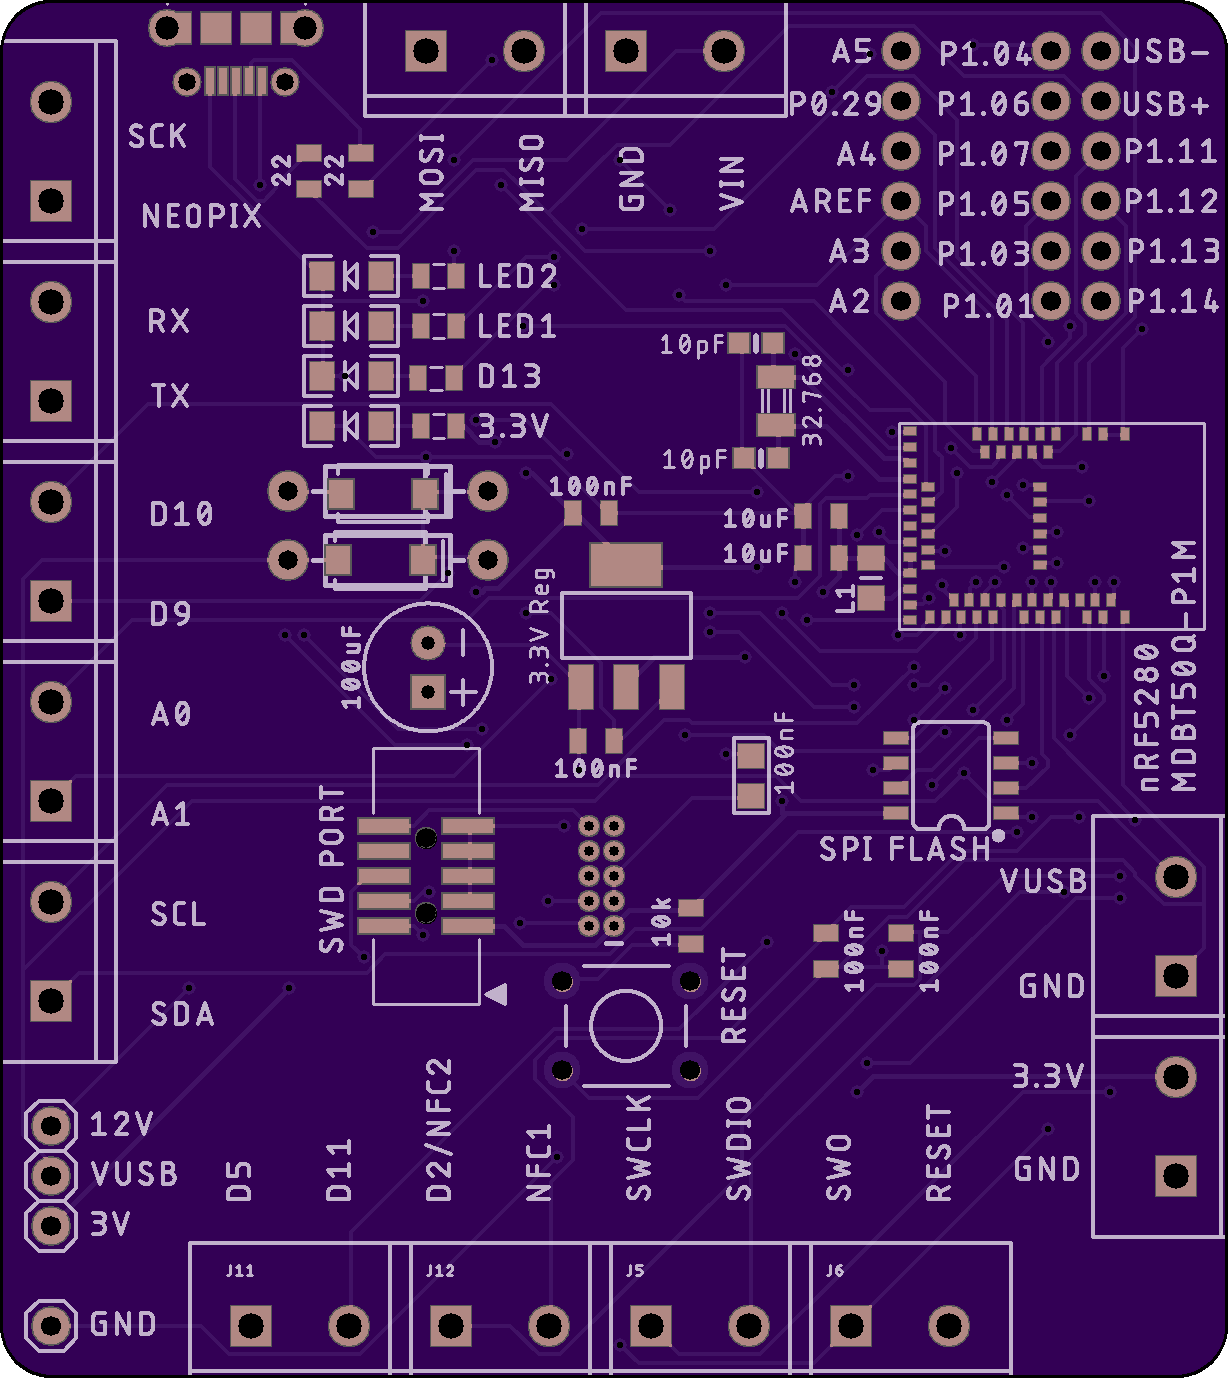 A5 P1.04 USB-
P0.29 P1.06 USB+
A4 P1.07 P1.11
AREF P1.05 P1.12
A3 P1.03 P1.13
A2 P1.01 P1.14
SCK
22 22
MOSI
MISO
GND
VIN
NEOPIX
LED2
RX
LED1
D13
TX
3.3V
10pF
32.768
10pF
100nF
10uF
10uF
D10
L1
3.3V Reg
D9
100uF
+
nRF5280
MDBT50Q-P1M
A0
100nF
100nF
A1
SWD PORT
SPI FLASH
VUSB
SCL
10k
100nF
100nF
RESET
GND
SDA
3.3V
12V
VUSB
3V
D5
D11
D2/NFC2
NFC1
SWCLK
SWDIO
SWO
RESET
GND
J11
J12
J5
J6
GND